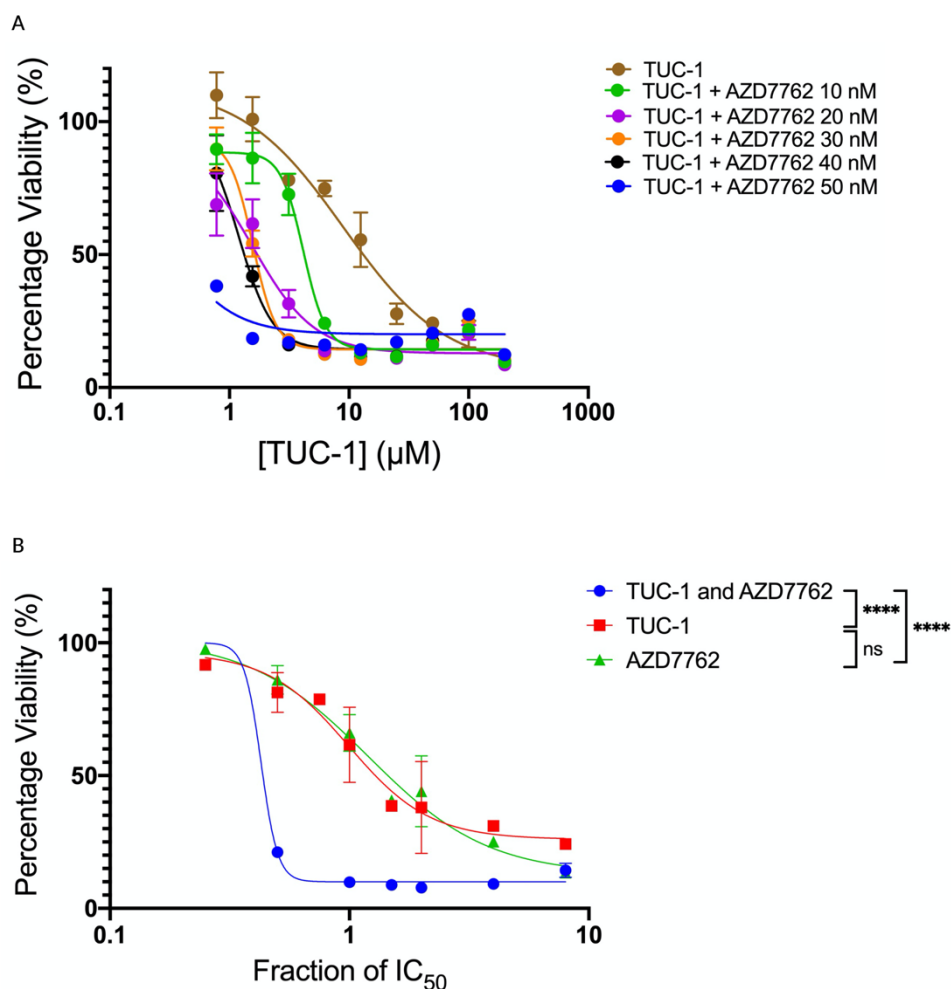 A
Percentage Viability (%)
100
50
0
0.1 1 10 100 1000
[TUC-1] (µM)
TUC-1
TUC-1 + AZD7762 10 nM
TUC-1 + AZD7762 20 nM
TUC-1 + AZD7762 30 nM
TUC-1 + AZD7762 40 nM
TUC-1 + AZD7762 50 nM
B
Percentage Viability (%)
100
50
0
0.1 1 10
Fraction of IC50
TUC-1 and AZD7762
TUC-1
AZD7762
****
ns
****